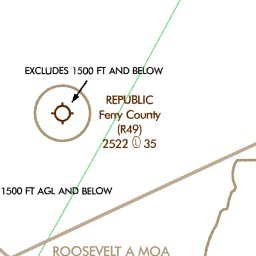 EXCLUDES 1500 FT AND BELOW
REPUBLIC
Ferry County
(R49)
2522 Ⓛ 35
1500 FT AGL AND BELOW
ROOSEVELT A MOA